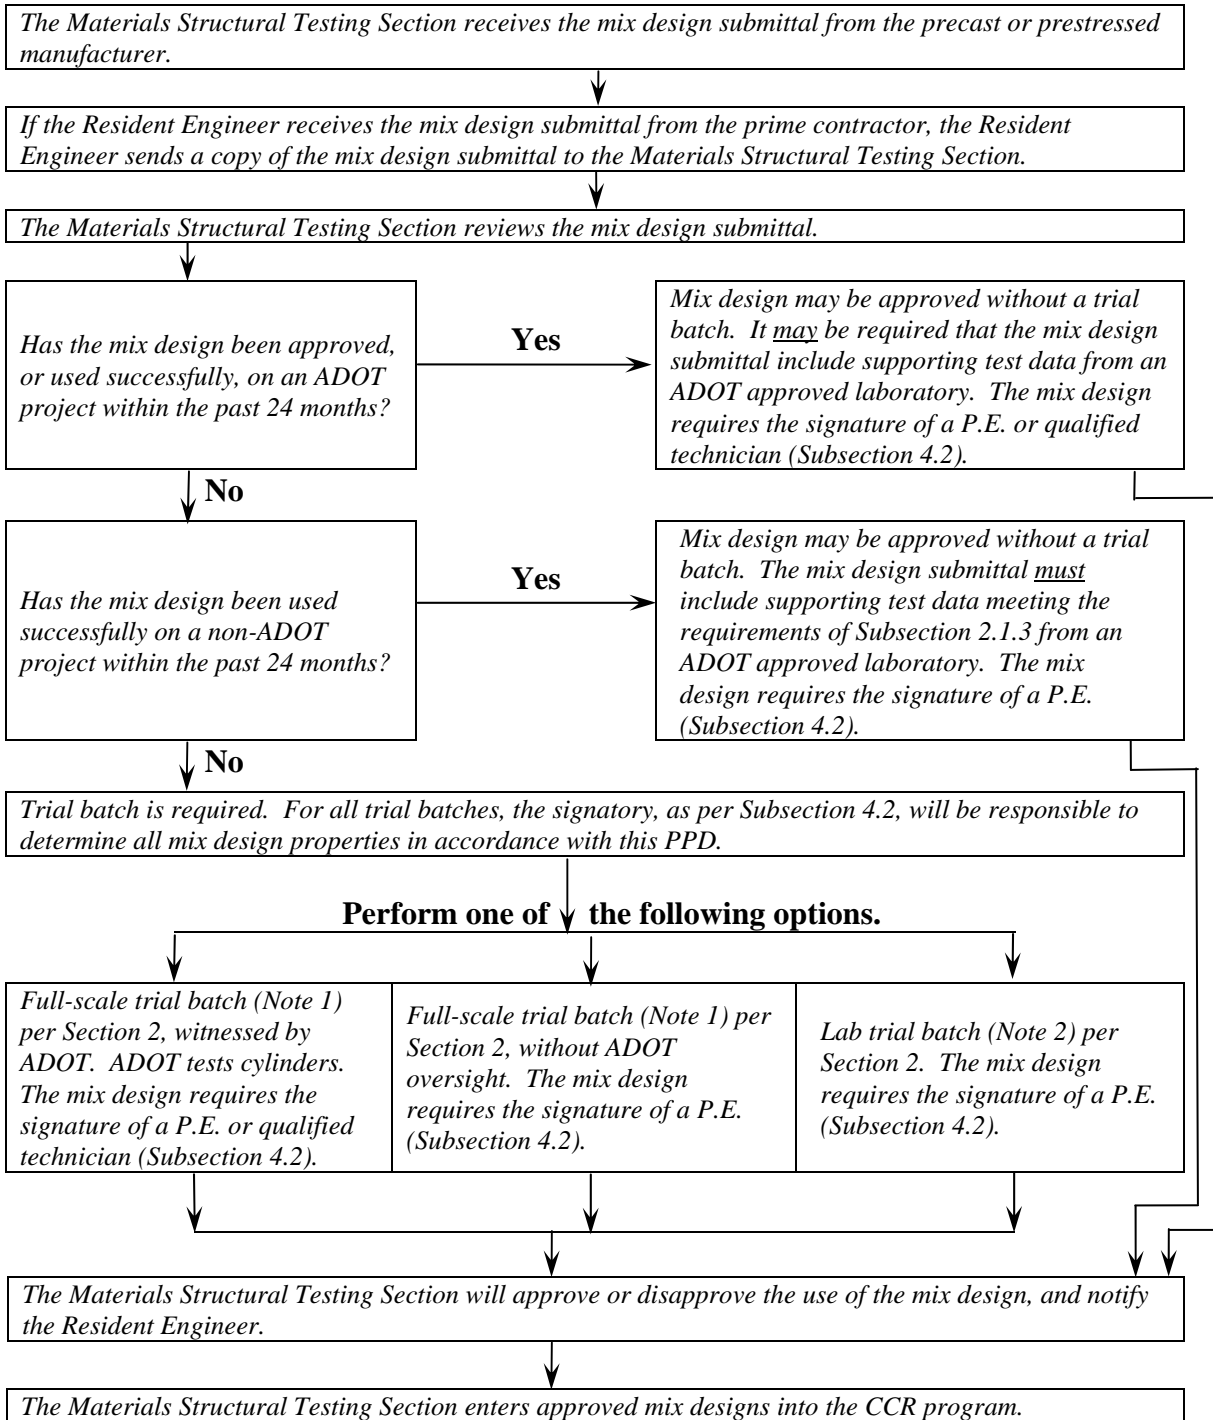 The Materials Structural Testing Section receives the mix design submittal from the precast or prestressed
manufacturer.
If the Resident Engineer receives the mix design submittal from the prime contractor, the Resident
Engineer sends a copy of the mix design submittal to the Materials Structural Testing Section.
The Materials Structural Testing Section reviews the mix design submittal.
Has the mix design been approved,
or used successfully, on an ADOT
project within the past 24 months?
Yes
Mix design may be approved without a trial
batch. It may be required that the mix design
submittal include supporting test data from an
ADOT approved laboratory. The mix design
requires the signature of a P.E. or qualified
technician (Subsection 4.2).
No
Has the mix design been used
successfully on a non-ADOT
project within the past 24 months?
Yes
Mix design may be approved without a trial
batch. The mix design submittal must
include supporting test data meeting the
requirements of Subsection 2.1.3 from an
ADOT approved laboratory. The mix
design requires the signature of a P.E.
(Subsection 4.2).
No
Trial batch is required. For all trial batches, the signatory, as per Subsection 4.2, will be responsible to
determine all mix design properties in accordance with this PPD.
Perform one of the following options.
Full-scale trial batch (Note 1)
per Section 2, witnessed by
ADOT. ADOT tests cylinders.
The mix design requires the
signature of a P.E. or qualified
technician (Subsection 4.2).
Full-scale trial batch (Note 1) per
Section 2, without ADOT
oversight. The mix design
requires the signature of a P.E.
(Subsection 4.2).
Lab trial batch (Note 2) per
Section 2. The mix design
requires the signature of a P.E.
(Subsection 4.2).
The Materials Structural Testing Section will approve or disapprove the use of the mix design, and notify
the Resident Engineer.
The Materials Structural Testing Section enters approved mix designs into the CCR program.